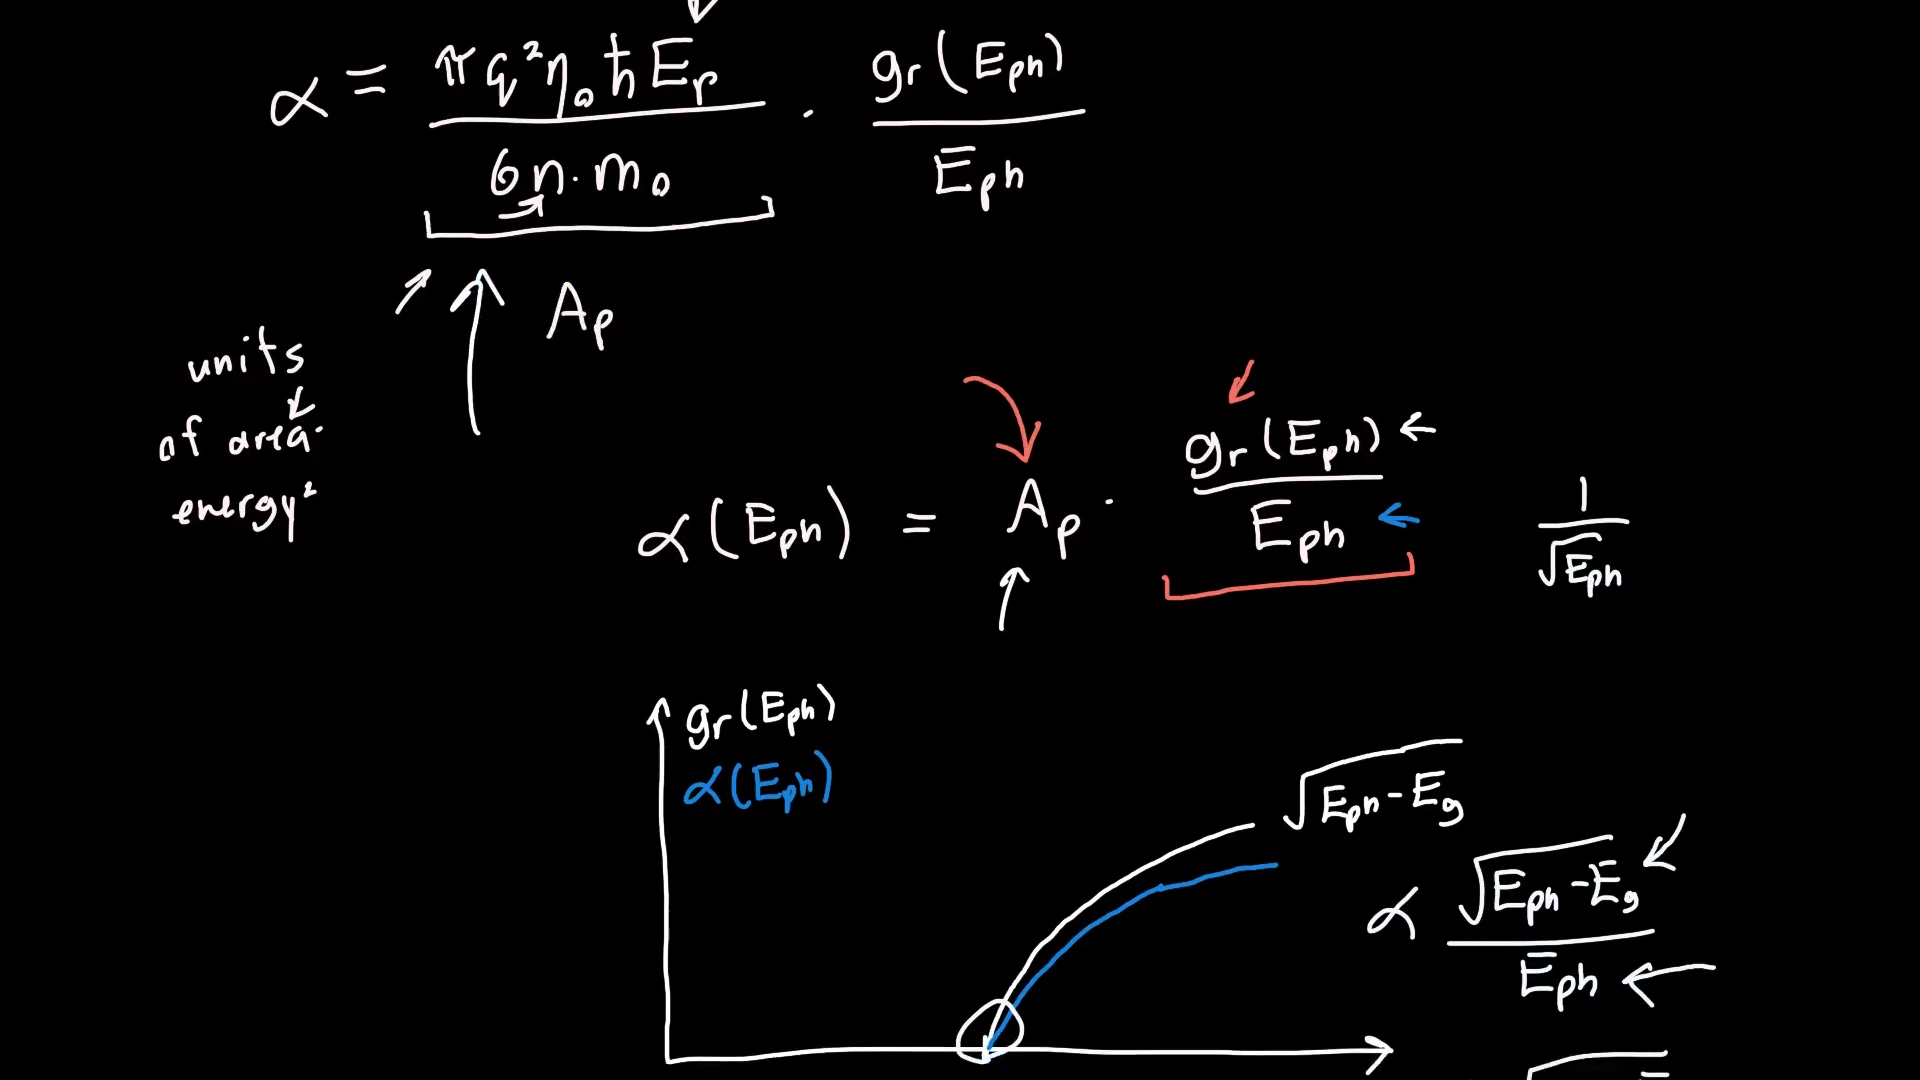 α = πq²η₀ħE_p / 6n·m₀ · g_r(E_ph) / E_ph
A_p
units
of area·
energy²
α(E_ph) = A_p · g_r(E_ph) / E_ph
1 / √E_ph
g_r(E_ph)
α(E_ph)
√E_ph - E_g
α √E_ph - E_g / E_ph